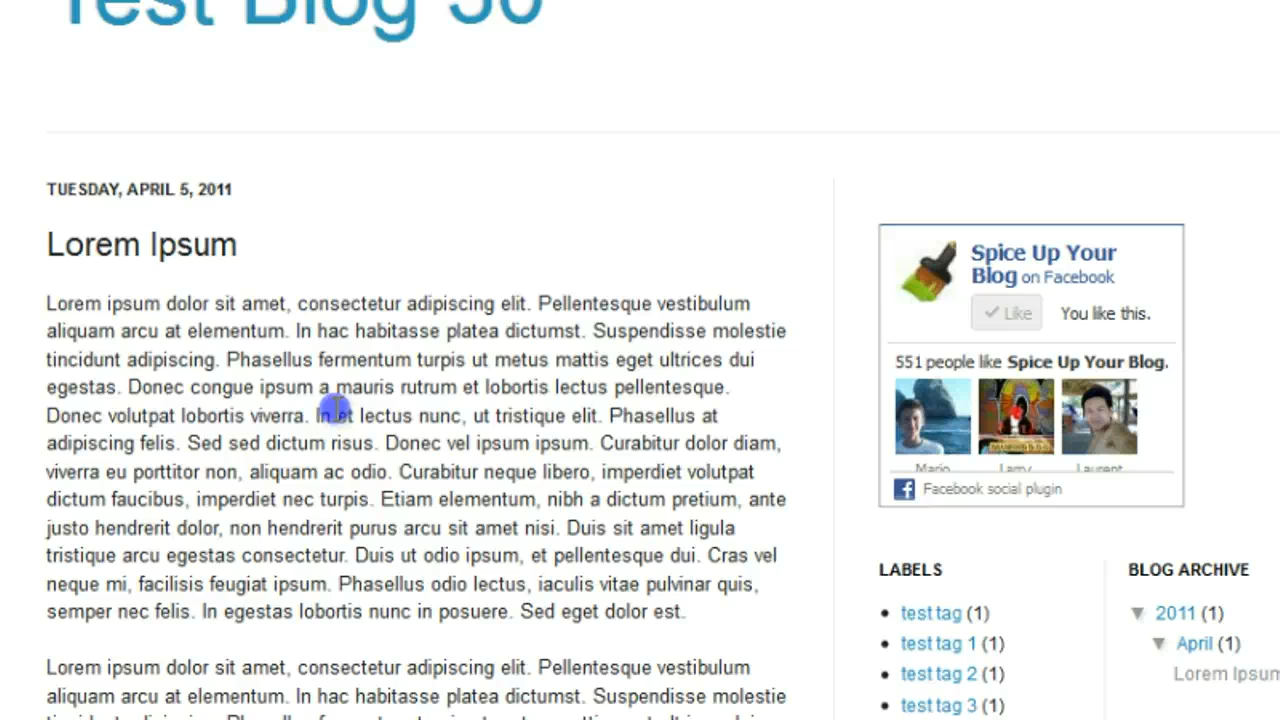 Test Blog 50
TUESDAY, APRIL 5, 2011
Lorem Ipsum
Lorem ipsum dolor sit amet, consectetur adipiscing elit. Pellentesque vestibulum
aliquam arcu at elementum. In hac habitasse platea dictumst. Suspendisse molestie
tincidunt adipiscing. Phasellus fermentum turpis ut metus mattis eget ultrices dui
egestas. Donec congue ipsum a mauris rutrum et lobortis lectus pellentesque.
Donec volutpat lobortis viverra. In et lectus nunc, ut tristique elit. Phasellus at
adipiscing felis. Sed sed dictum risus. Donec vel ipsum ipsum. Curabitur dolor diam,
viverra eu porttitor non, aliquam ac odio. Curabitur neque libero, imperdiet volutpat
dictum faucibus, imperdiet nec turpis. Etiam elementum, nibh a dictum pretium, ante
justo hendrerit dolor, non hendrerit purus arcu sit amet nisi. Duis sit amet ligula
tristique arcu egestas consectetur. Duis ut odio ipsum, et pellentesque dui. Cras vel
neque mi, facilisis feugiat ipsum. Phasellus odio lectus, iaculis vitae pulvinar quis,
semper nec felis. In egestas lobortis nunc in posuere. Sed eget dolor est.
Lorem ipsum dolor sit amet, consectetur adipiscing elit. Pellentesque vestibulum
aliquam arcu at elementum. In hac habitasse platea dictumst. Suspendisse molestie
Spice Up Your
Blog on Facebook
Like You like this.
551 people like Spice Up Your Blog.
Mario Larry Laurent
Facebook social plugin
LABELS
test tag (1)
test tag 1 (1)
test tag 2 (1)
test tag 3 (1)
BLOG ARCHIVE
2011 (1)
April (1)
Lorem Ipsum